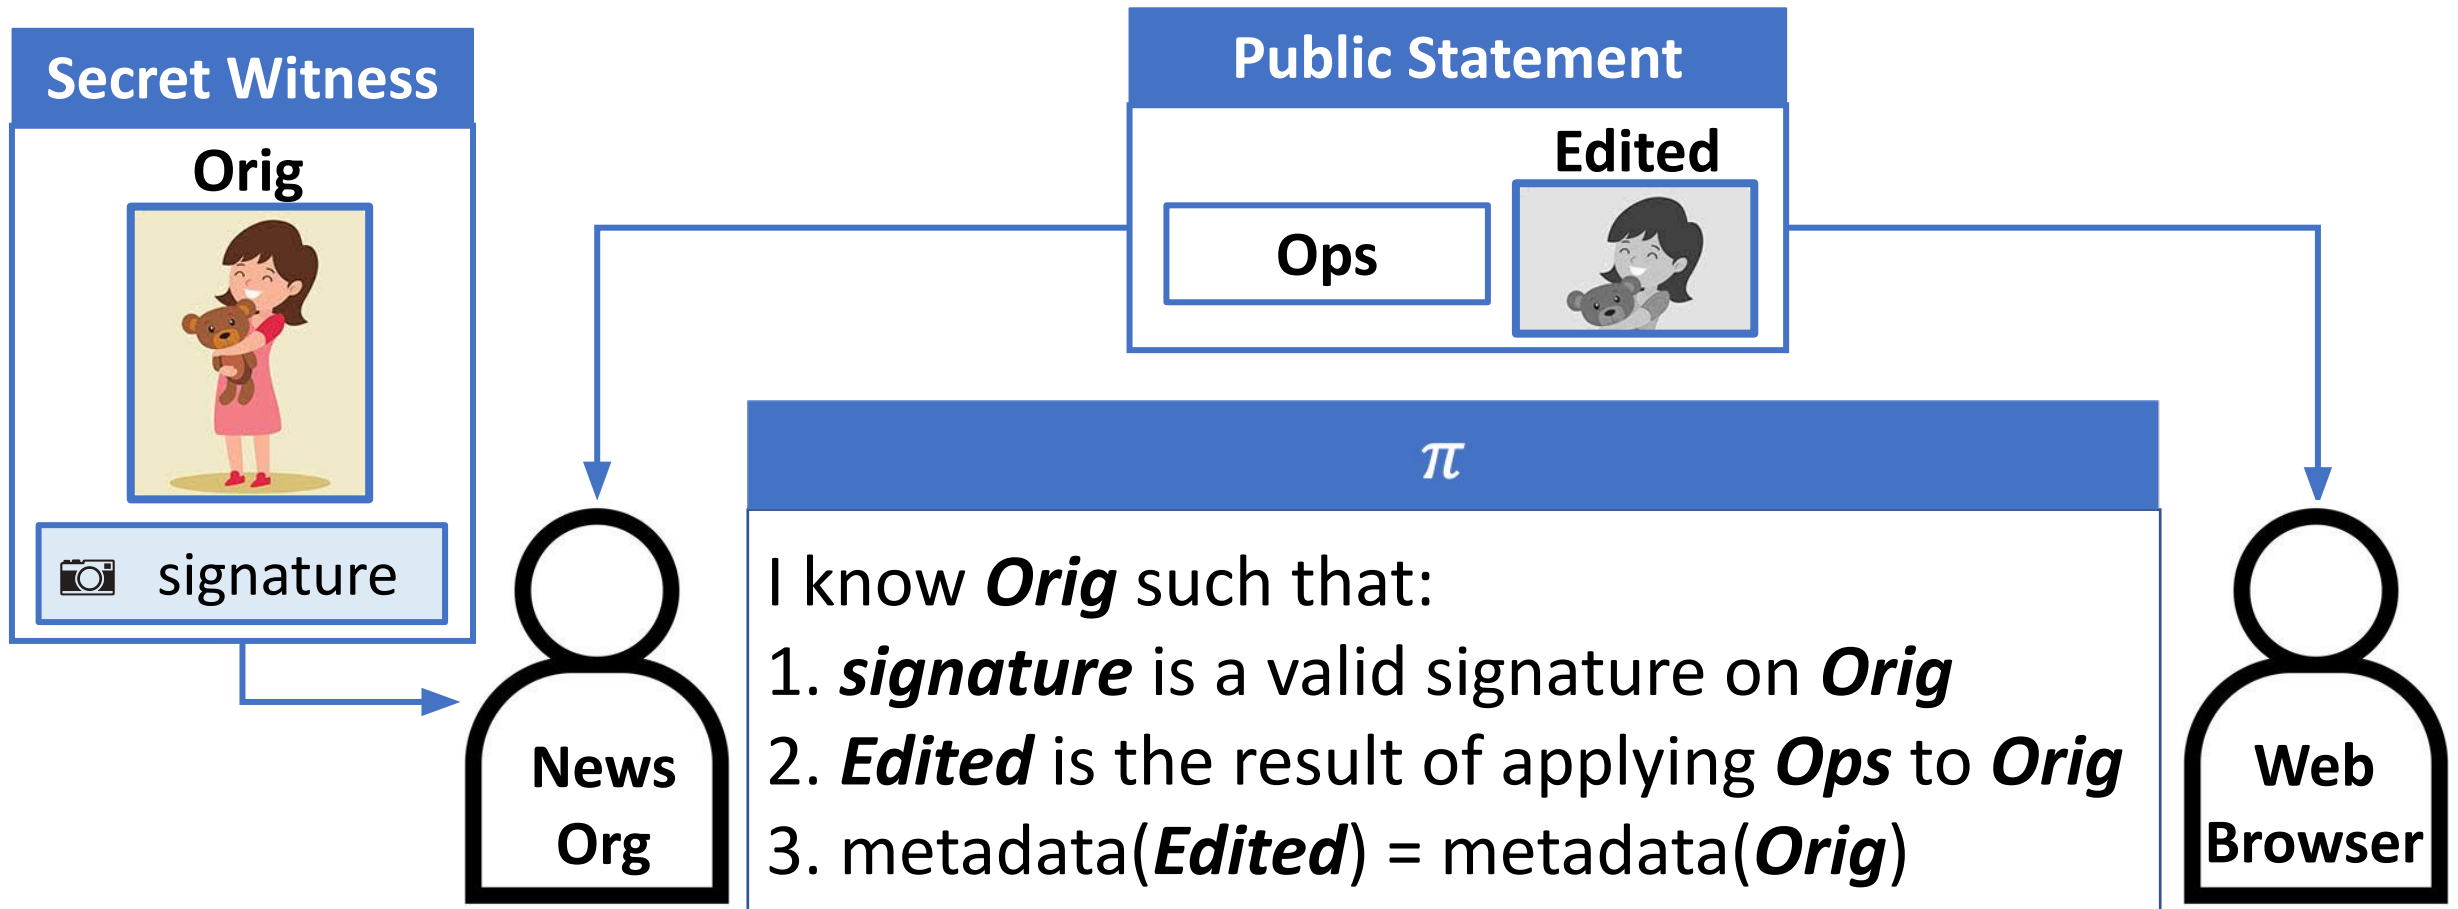 Secret Witness
Orig
signature
Public Statement
Ops
Edited
News
Org
π
I know Orig such that:
1. signature is a valid signature on Orig
2. Edited is the result of applying Ops to Orig
3. metadata(Edited) = metadata(Orig)
Web
Browser